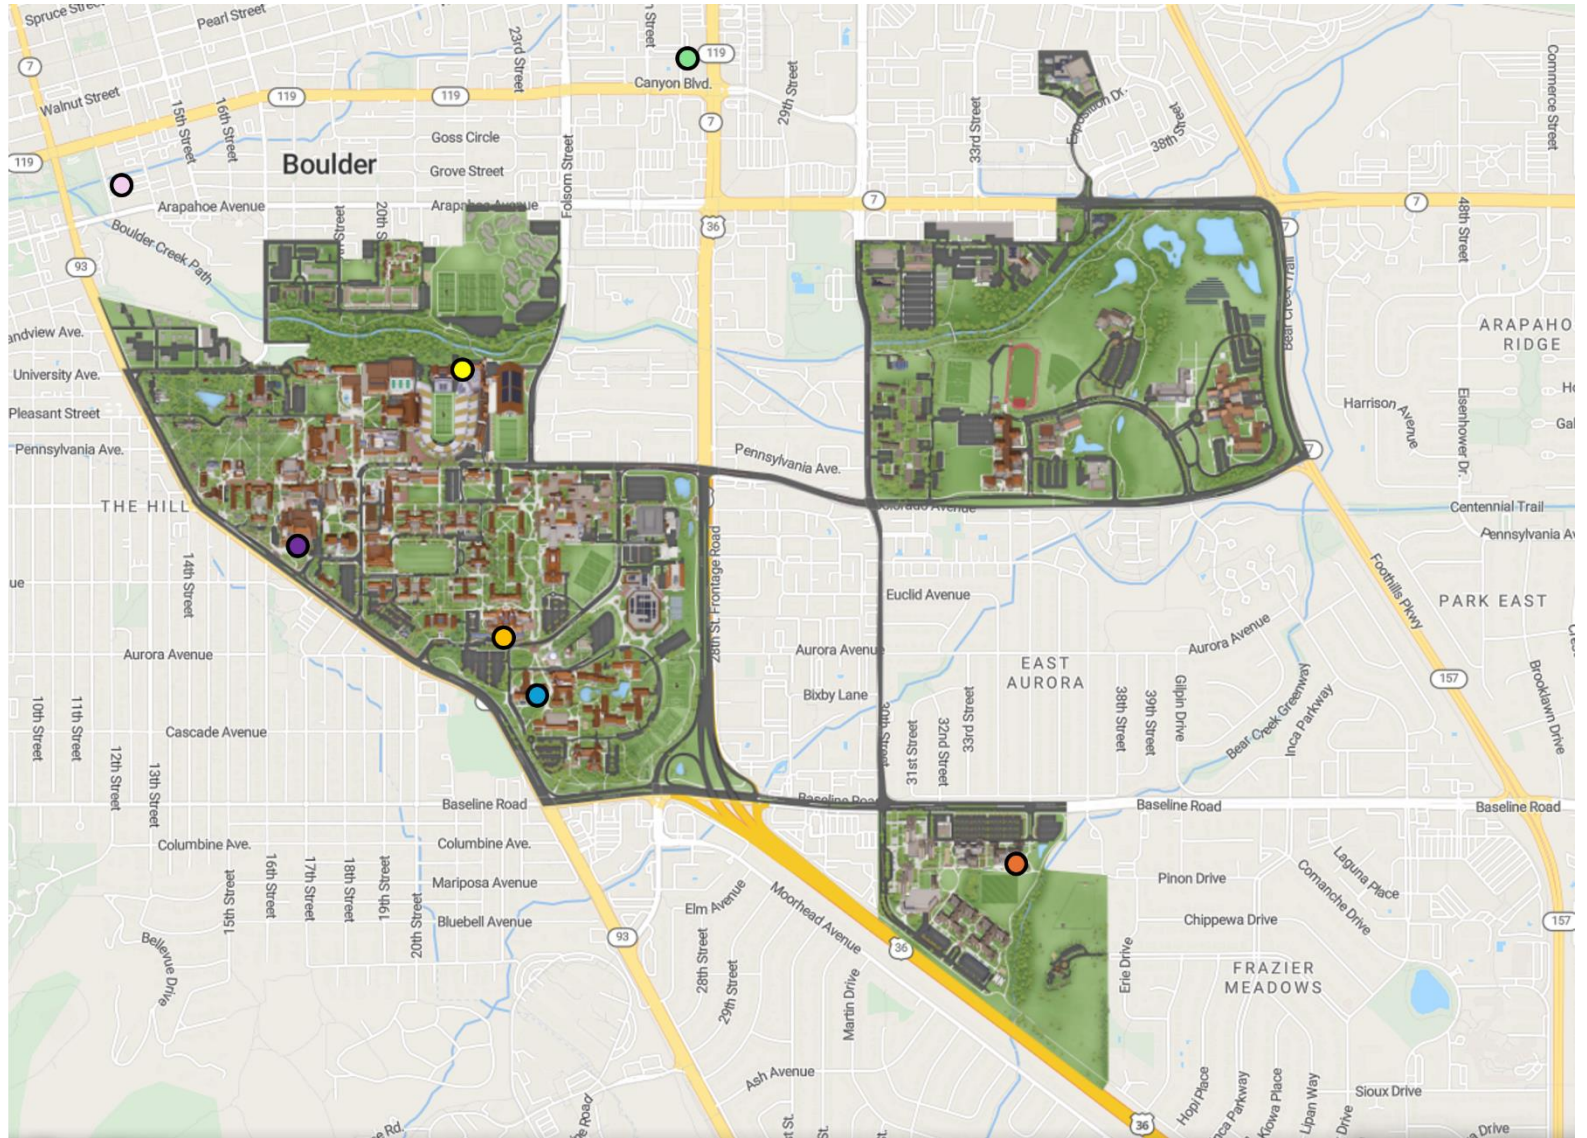 Spruce Street
Pearl Street
23rd Street
7
119
Canyon Blvd.
29th Street
Commerce Street
Walnut Street
119
119
15th Street
16th Street
Goss Circle
7
33rd Street
Exposition Dr.
38th Street
119
Boulder
Grove Street
Folsom Street
Arapahoe Avenue
Arapahoe Avenue
7
7
48th Street
Boulder Creek Path
36
7
93
Bear Creek Trail
ARAPAHO
RIDGE
University Ave.
Pleasant Street
Harrison Avenue
Eisenhower Dr.
Pennsylvania Ave.
Pennsylvania Ave.
7
THE HILL
Colorado Avenue
Centennial Trail
14th Street
28th St. Frontage Road
Foothills Pkwy
Euclid Avenue
PARK EAST
Aurora Avenue
Aurora Avenue
Aurora Avenue
EAST
AURORA
157
10th Street
11th Street
Bixby Lane
33rd Street
38th Street
39th Street
Gilpin Drive
Bear Creek Greenway
Inca Parkway
Brooklawn Drive
Cascade Avenue
30th Street
31st Street
32nd Street
12th Street
13th Street
Baseline Road
Baseline Road
Baseline Road
Baseline Road
Columbine Ave.
Columbine Ave.
15th Street
16th Street
17th Street
18th Street
19th Street
20th Street
Mariposa Avenue
Bluebell Avenue
Elm Avenue
Moorhead Avenue
Pinon Drive
Laguna Place
Comanche Drive
Chippewa Drive
157
93
36
Bellevue Drive
28th Street
29th Street
Martin Drive
Erie Drive
FRAZIER
MEADOWS
Ash Avenue
Hopi Place
Kiowa Place
Lipan Way
Sioux Drive
36